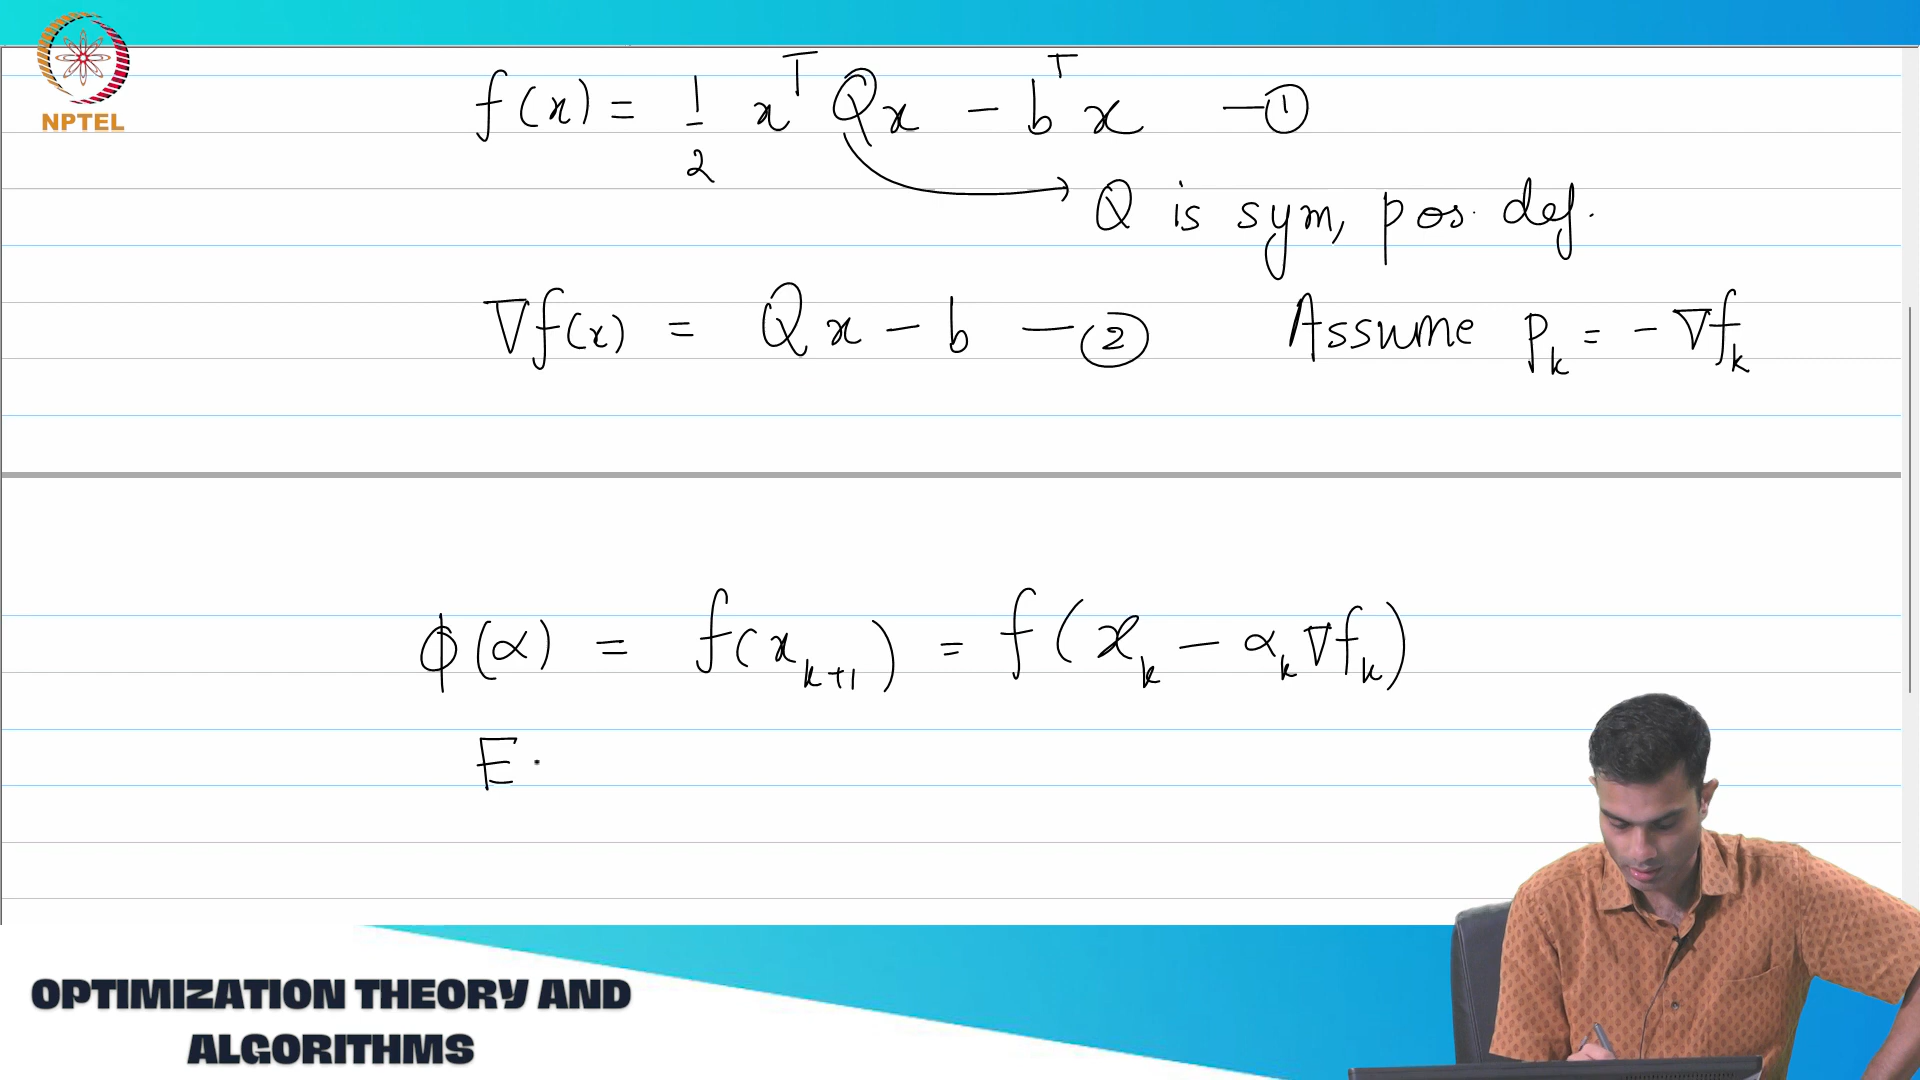 NPTEL
f(x) = 1/2 xᵀQx - bᵀx —①
Q is sym, pos. def.
∇f(x) = Qx - b —② Assume pₖ = -∇fₖ
ϕ(α) = f(xₖ₊₁) = f(xₖ - αₖ∇fₖ)
E.
OPTIMIZATION THEORY AND
ALGORITHMS